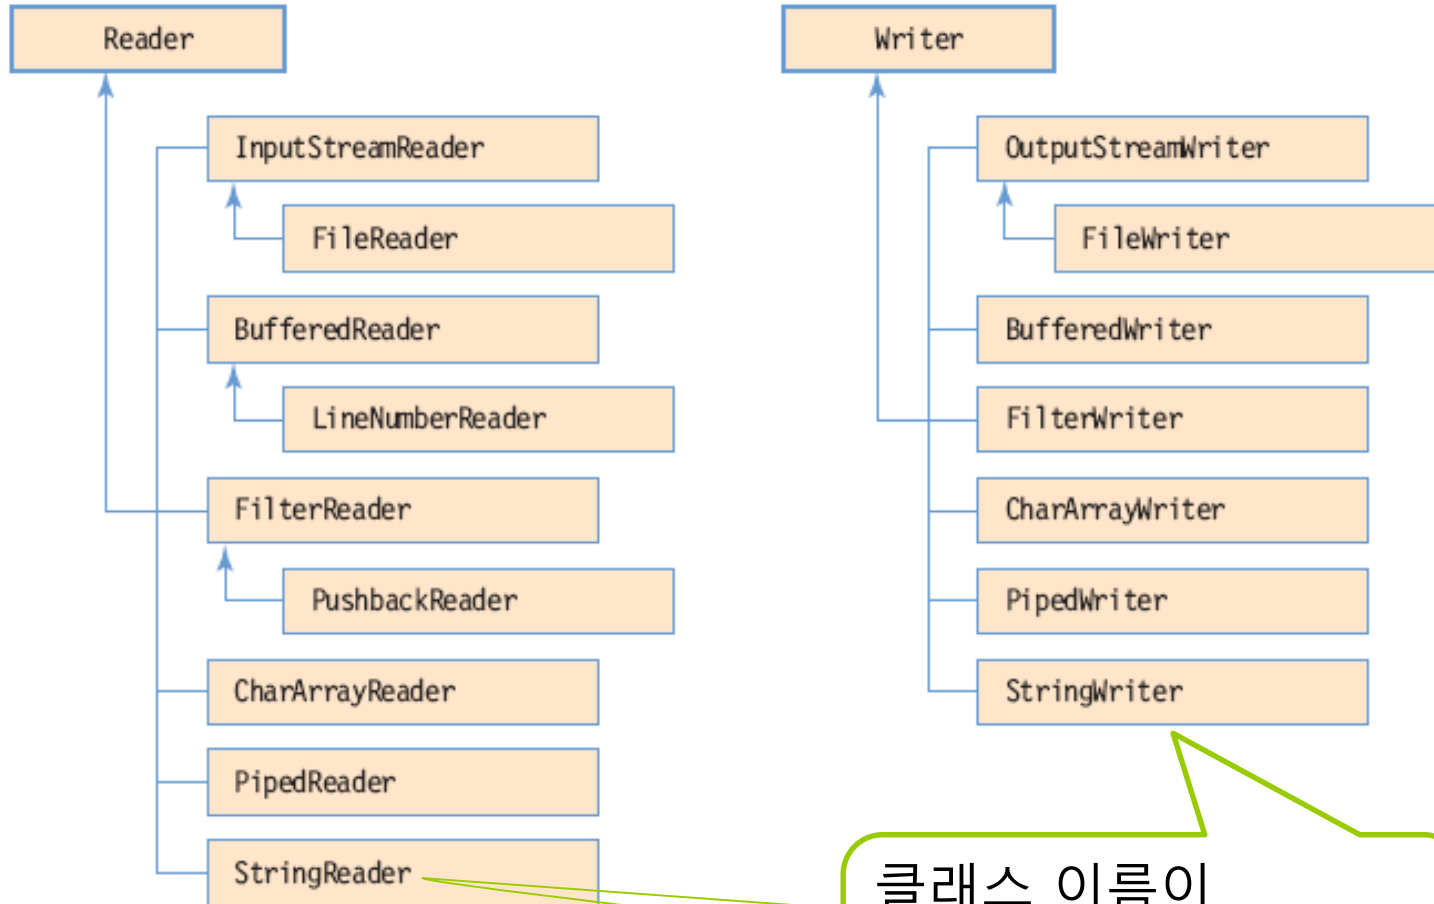 Reader
InputStreamReader
FileReader
BufferedReader
LineNumberReader
FilterReader
PushbackReader
CharArrayReader
PipedReader
StringReader
Writer
OutputStreamWriter
FileWriter
BufferedWriter
FilterWriter
CharArrayWriter
PipedWriter
StringWriter
클래스 이름이